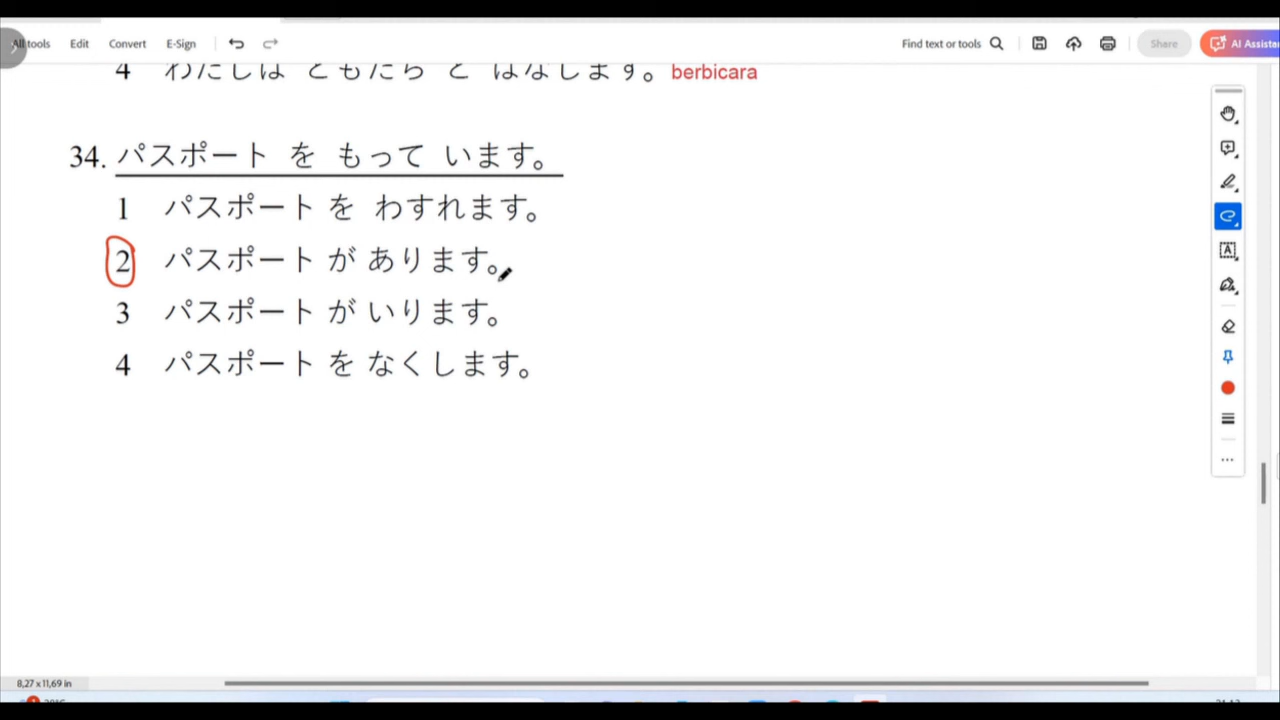 All tools Edit Convert E-Sign Find text or tools Share AI Assista
4 わたしは ともだち と はなします。 berbicara
34. パスポート を もって います。
1 パスポート を わすれます。
2 パスポート が あります。
3 パスポート が いります。
4 パスポート を なくします。
8,27 x 11,69 in